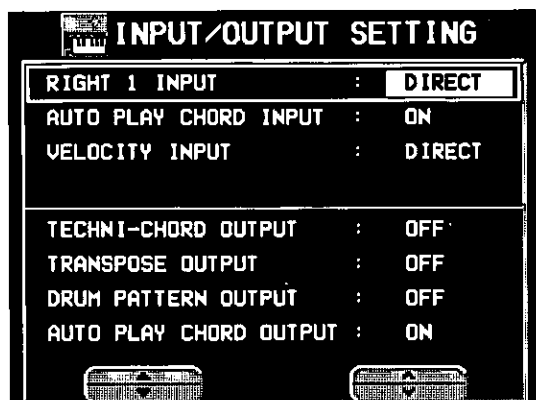 INPUT/OUTPUT SETTING
RIGHT 1 INPUT : DIRECT
AUTO PLAY CHORD INPUT : ON
VELOCITY INPUT : DIRECT
TECHNI-CHORD OUTPUT : OFF
TRANSPOSE OUTPUT : OFF
DRUM PATTERN OUTPUT : OFF
AUTO PLAY CHORD OUTPUT : ON